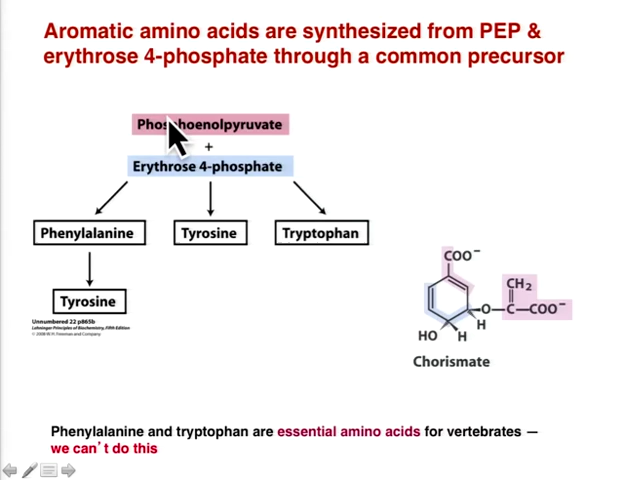 Aromatic amino acids are synthesized from PEP &
erythrose 4-phosphate through a common precursor
Phosphoenolpyruvate
+
Erythrose 4-phosphate
Phenylalanine
Tyrosine
Tryptophan
Tyrosine
Unnumbered 22 p865b
Lehninger Principles of Biochemistry, Fifth Edition
© 2008 W.H. Freeman and Company
COO⁻
CH₂
O—C—COO⁻
HO
H
H
Chorismate
Phenylalanine and tryptophan are essential amino acids for vertebrates —
we can't do this